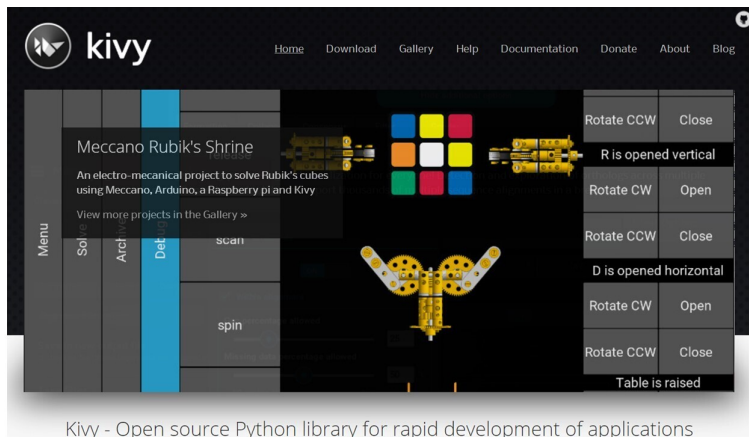 kivy
Home Download Gallery Help Documentation Donate About Blog
Meccano Rubik's Shrine
An electro-mecanical project to solve Rubik's cubes
using Meccano, Arduino, a Raspberry pi and Kivy
View more projects in the Gallery »
Menu
Solve
Archive
Debug
release
scan
spin
Rotate CCW Close
R is opened vertical
Rotate CW Open
Rotate CCW Close
D is opened horizontal
Rotate CW Open
Rotate CCW Close
Table is raised
Kivy - Open source Python library for rapid development of applications